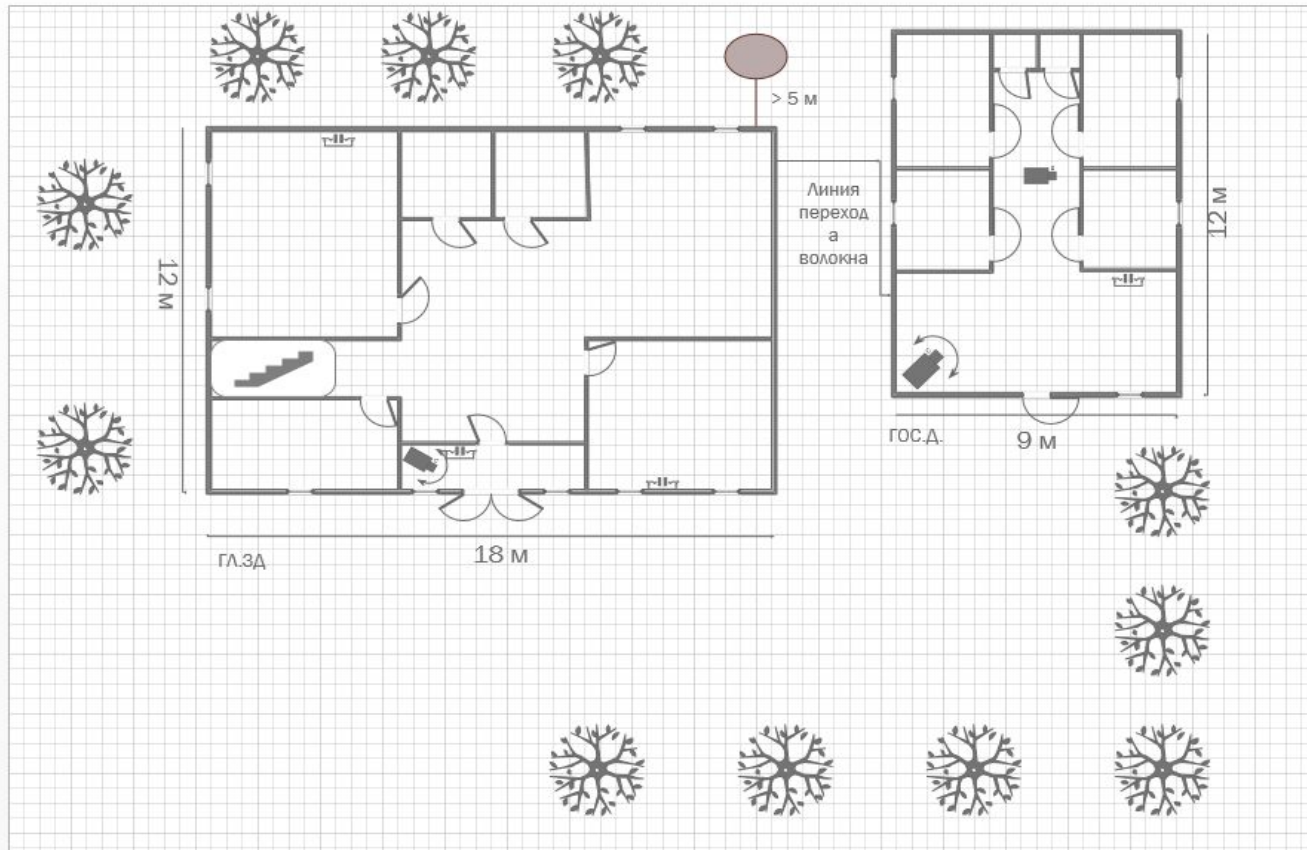 > 5 м
Линия
переход
а
волокна
12 м
12 м
ГОС.Д.
9 м
18 м
ГЛ.ЗД